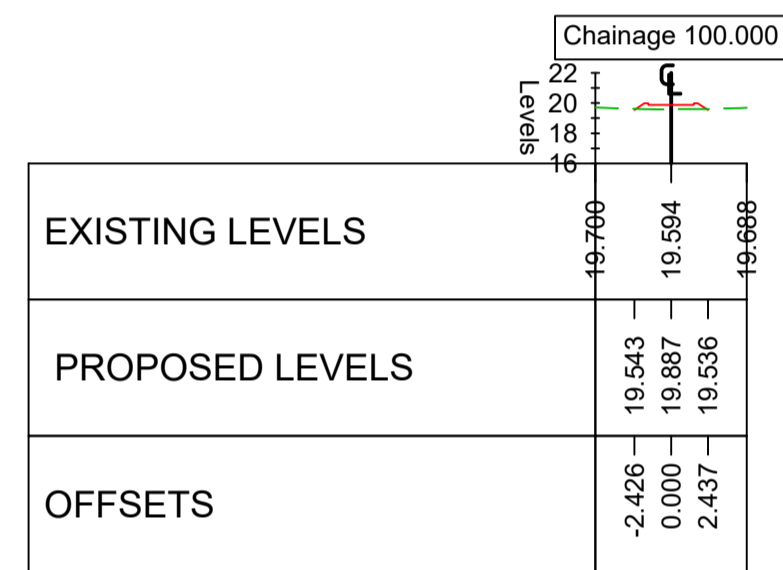 Chainage 100.000
CL
22
20
18
16
Levels
EXISTING LEVELS
19.700
19.594
19.688
PROPOSED LEVELS
19.543
19.887
19.536
OFFSETS
-2.426
0.000
2.437